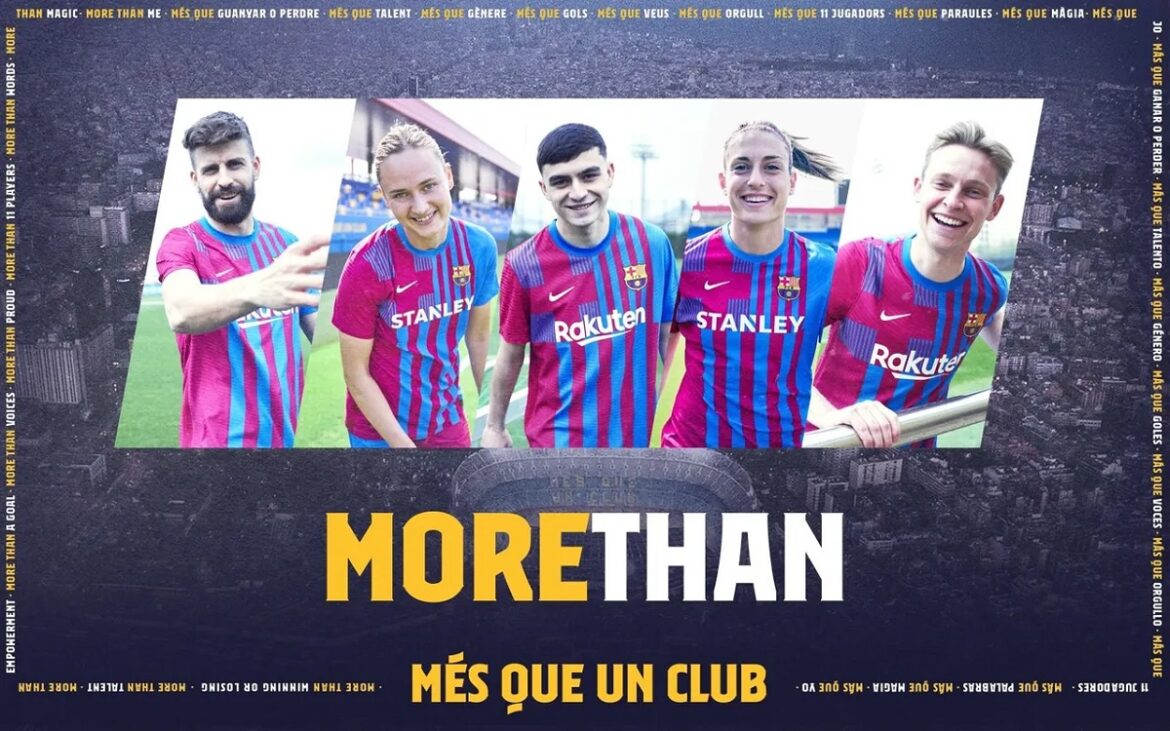 THAN MAGIC· MORE THAN ME · MÉS QUE GUANYAR O PERDRE · MÉS QUE TALENT · MÉS QUE GÈNERE · MÉS QUE GOLS · MÉS QUE VEUS · MÉS QUE ORGULL · MÉS QUE 11 JUGADORS · MÉS QUE PARAULES · MÉS QUE MÀGIA· MÉS QUE
JO · MÁS QUE GANAR O PERDER · MÁS QUE TALENTO · MÁS QUE GÉNERO · MÁS QUE GOLES · MÁS QUE VOCES · MÁS QUE ORGULLO · MÁS QUE
STANLEY
Rakuten
STANLEY
Rakuten
MORETHAN
MÉS QUE UN CLUB
11 JUGADORES · MÁS QUE PALABRAS · MÁS QUE MAGIA · MÁS QUE YO ·
· MORE THAN WINNING OR LOSING · MORE THAN TALENT · MORE THAN
EMPOWERMENT · MORE THAN A GOAL · MORE THAN VOICES · MORE THAN PROUD · MORE THAN 11 PLAYERS · MORE THAN WORDS · MORE